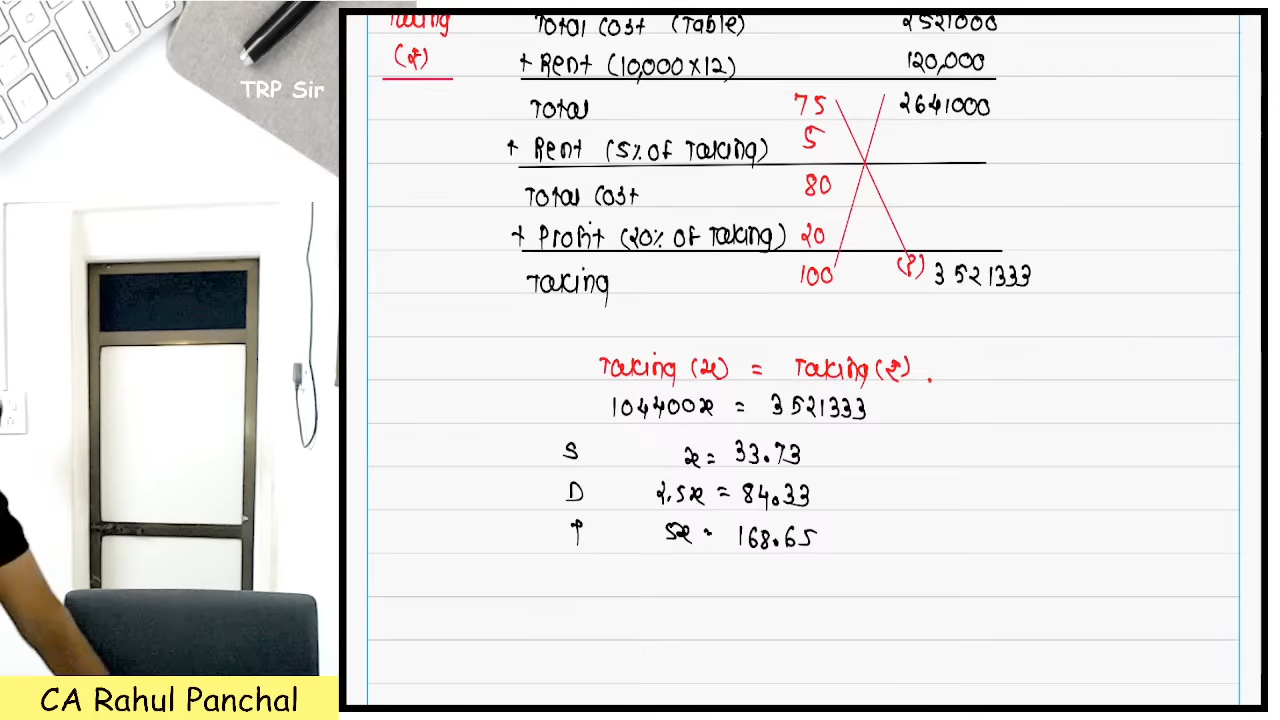 TRP Sir
CA Rahul Panchal
Taking Total Cost (Table) 2521000
(₹) + Rent (10,000 x 12) 120,000
Total 75 2641000
+ Rent (5% of Taking) 5
Total Cost 80
+ Profit (20% of Taking) 20
Taking 100 (?) 3521333
Taking (x) = Taking (₹).
104400x = 3521333
S x = 33.73
D 2.5x = 84.33
T 5x = 168.65